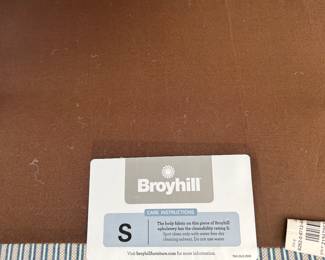 Broyhill
CARE INSTRUCTIONS
S
The body fabric on this piece of Broyhill
upholstery has the cleanability rating S:
Spot clean only with water-free dry
cleaning solvent. Do not use water.
Visit broyhillfurniture.com for more information.